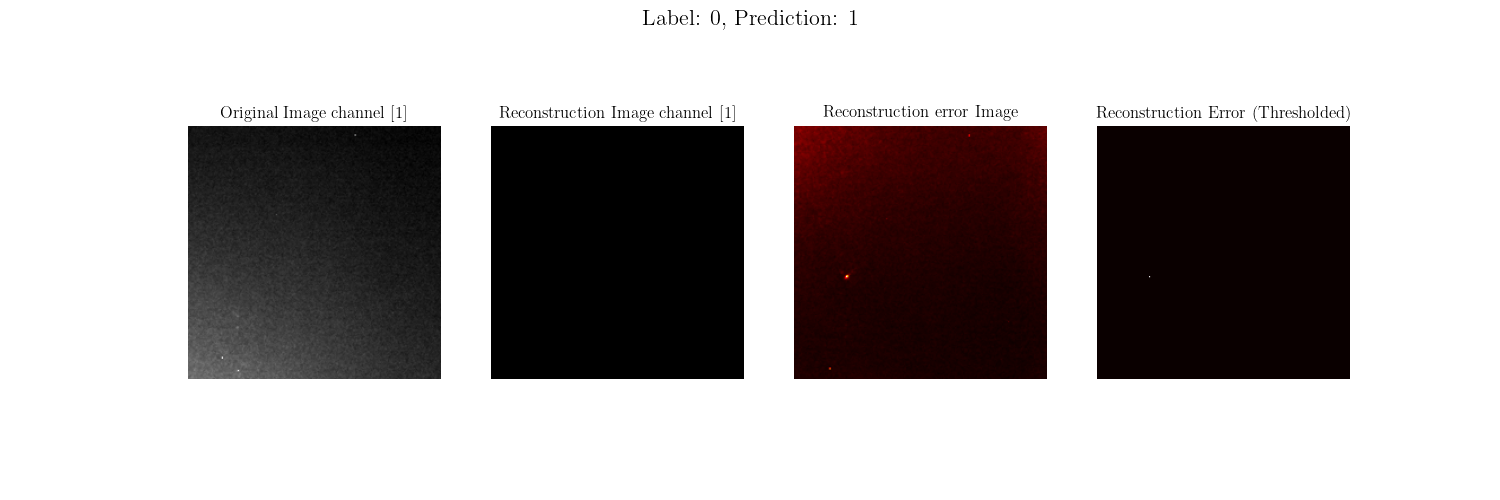 Label: 0, Prediction: 1
Original Image channel [1]
Reconstruction Image channel [1]
Reconstruction error Image
Reconstruction Error (Thresholded)